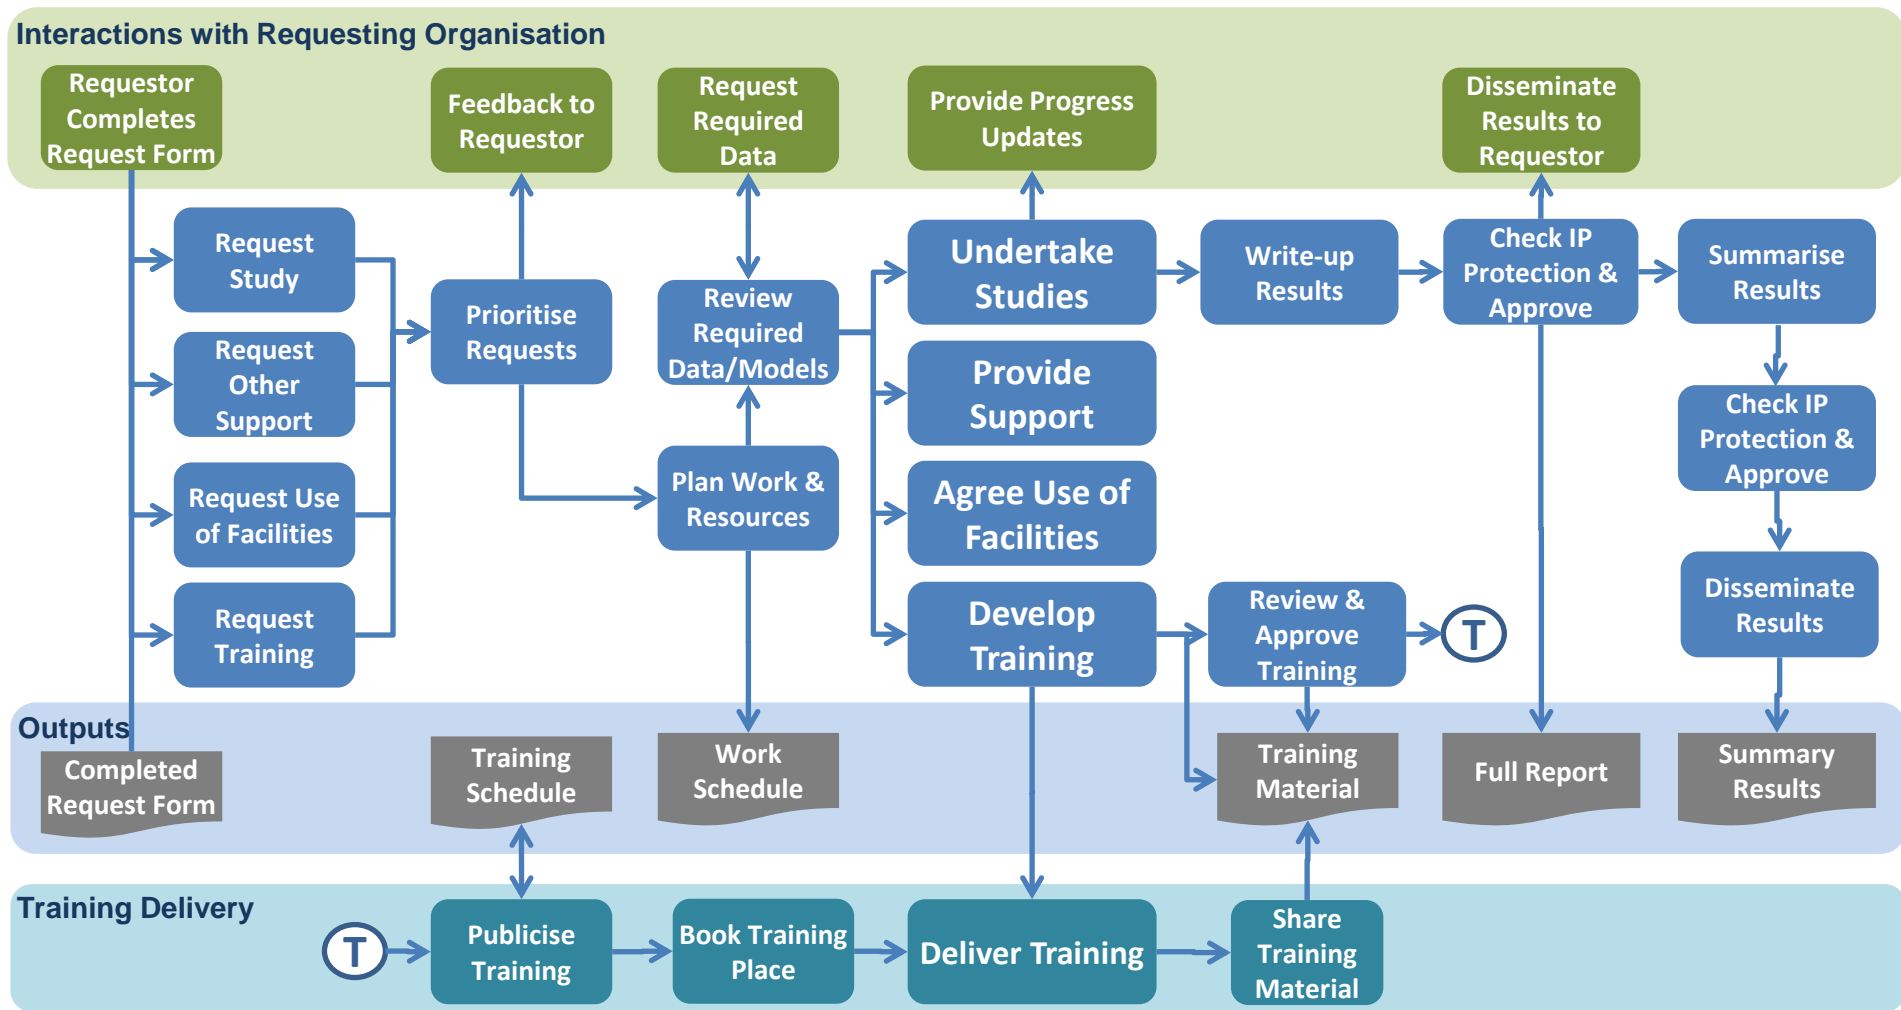 Interactions with Requesting Organisation
Requestor
Completes
Request Form
Feedback to
Requestor
Request
Required
Data
Provide Progress
Updates
Disseminate
Results to
Requestor
Request
Study
Request
Other
Support
Request Use
of Facilities
Request
Training
Prioritise
Requests
Review
Required
Data/Models
Plan Work &
Resources
Undertake
Studies
Provide
Support
Agree Use of
Facilities
Develop
Training
Write-up
Results
Check IP
Protection &
Approve
Summarise
Results
Check IP
Protection &
Approve
Disseminate
Results
Review &
Approve
Training
T
Outputs
Completed
Request Form
Training
Schedule
Work
Schedule
Training
Material
Full Report
Summary
Results
Training Delivery
T
Publicise
Training
Book Training
Place
Deliver Training
Share
Training
Material